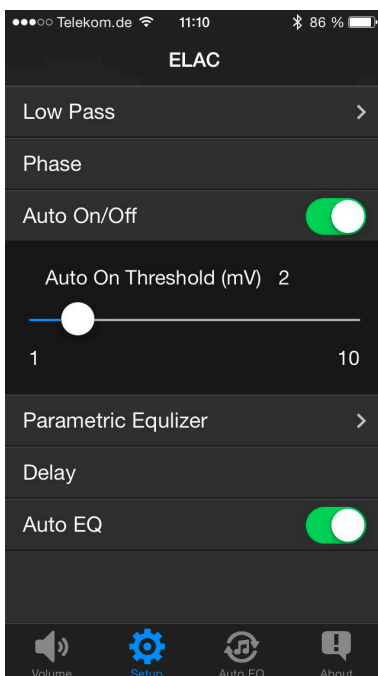 Telekom.de 11:10 86 %
ELAC
Low Pass
Phase
Auto On/Off
Auto On Threshold (mV) 2
1 10
Parametric Equlizer
Delay
Auto EQ
Volume Setup Auto EQ About